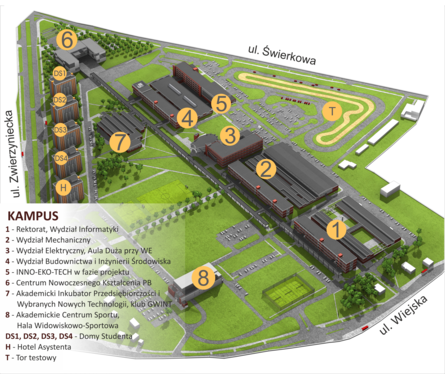 ul. Świerkowa
6
DS1
DS2
5
T
4
DS3
3
ul. Zwierzyniecka
7
DS4
2
H
KAMPUS
1
1 - Rektorat, Wydział Informatyki
2 - Wydział Mechaniczny
3 - Wydział Elektryczny, Aula Duża przy WE
4 - Wydział Budownictwa i Inżynierii Środowiska
5 - INNO-EKO-TECH w fazie projektu
8
6 - Centrum Nowoczesnego Kształcenia PB
7 - Akademicki Inkubator Przedsiębiorczości i
Wybranych Nowych Technologii, klub GWINT
8 - Akademickie Centrum Sportu,
Hala Widowiskowo-Sportowa
ul. Wiejska
DS1, DS2, DS3, DS4 - Domy Studenta
H - Hotel Asystenta
T - Tor testowy